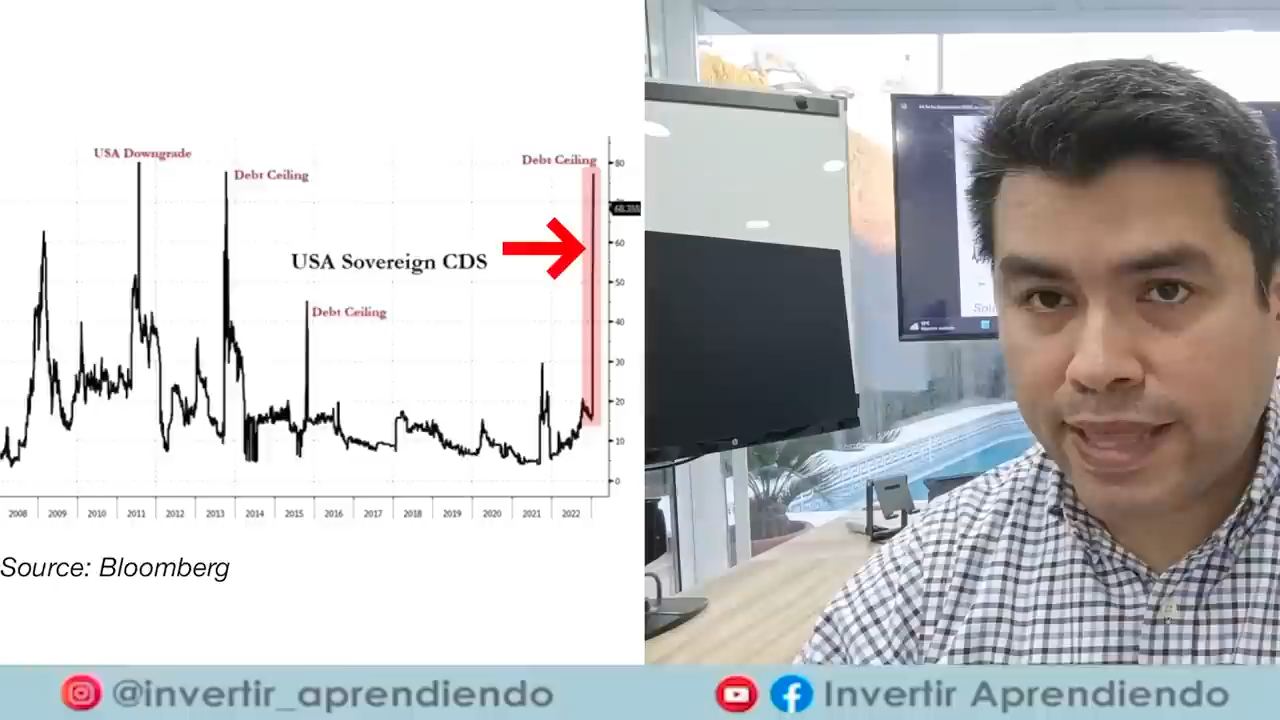 USA Downgrade
Debt Ceiling
Debt Ceiling
USA Sovereign CDS
Debt Ceiling
80
60
50
40
30
20
10
0
2008 2009 2010 2011 2012 2013 2014 2015 2016 2017 2018 2019 2020 2021 2022
Source: Bloomberg
@invertir_aprendiendo
Invertir Aprendiendo